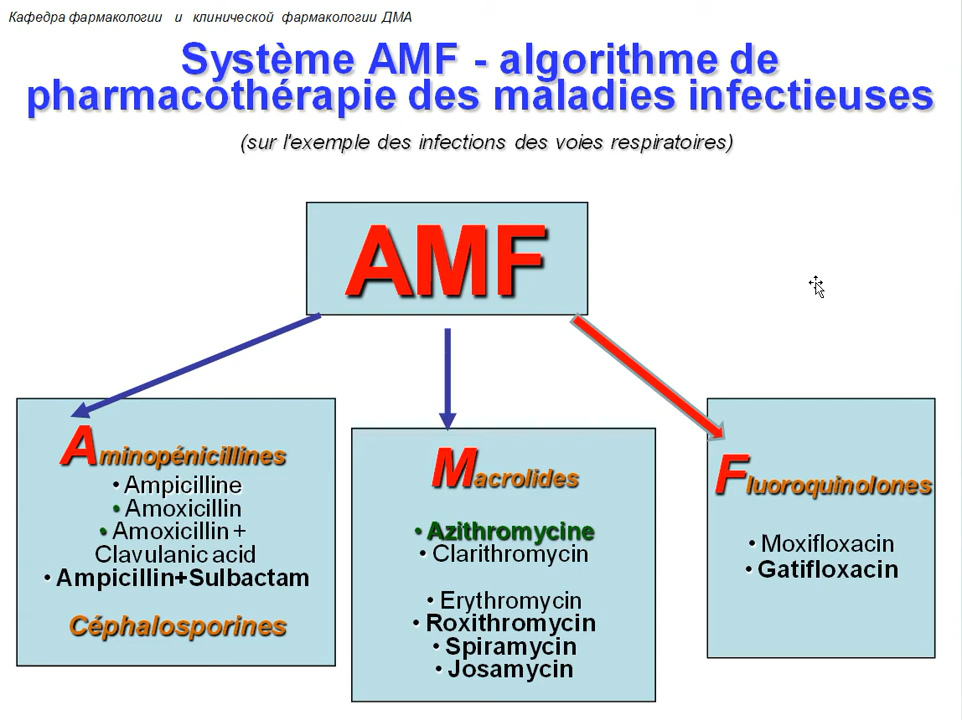 Кафедра фармакологии и клинической фармакологии ДМА
Système AMF - algorithme de
pharmacothérapie des maladies infectieuses
(sur l'exemple des infections des voies respiratoires)
AMF
Aminopénicillines
• Ampicilline
• Amoxicillin
• Amoxicillin +
Clavulanic acid
• Ampicillin+Sulbactam
Céphalosporines
Macrolides
• Azithromycine
• Clarithromycin
• Erythromycin
• Roxithromycin
• Spiramycin
• Josamycin
Fluoroquinolones
• Moxifloxacin
• Gatifloxacin